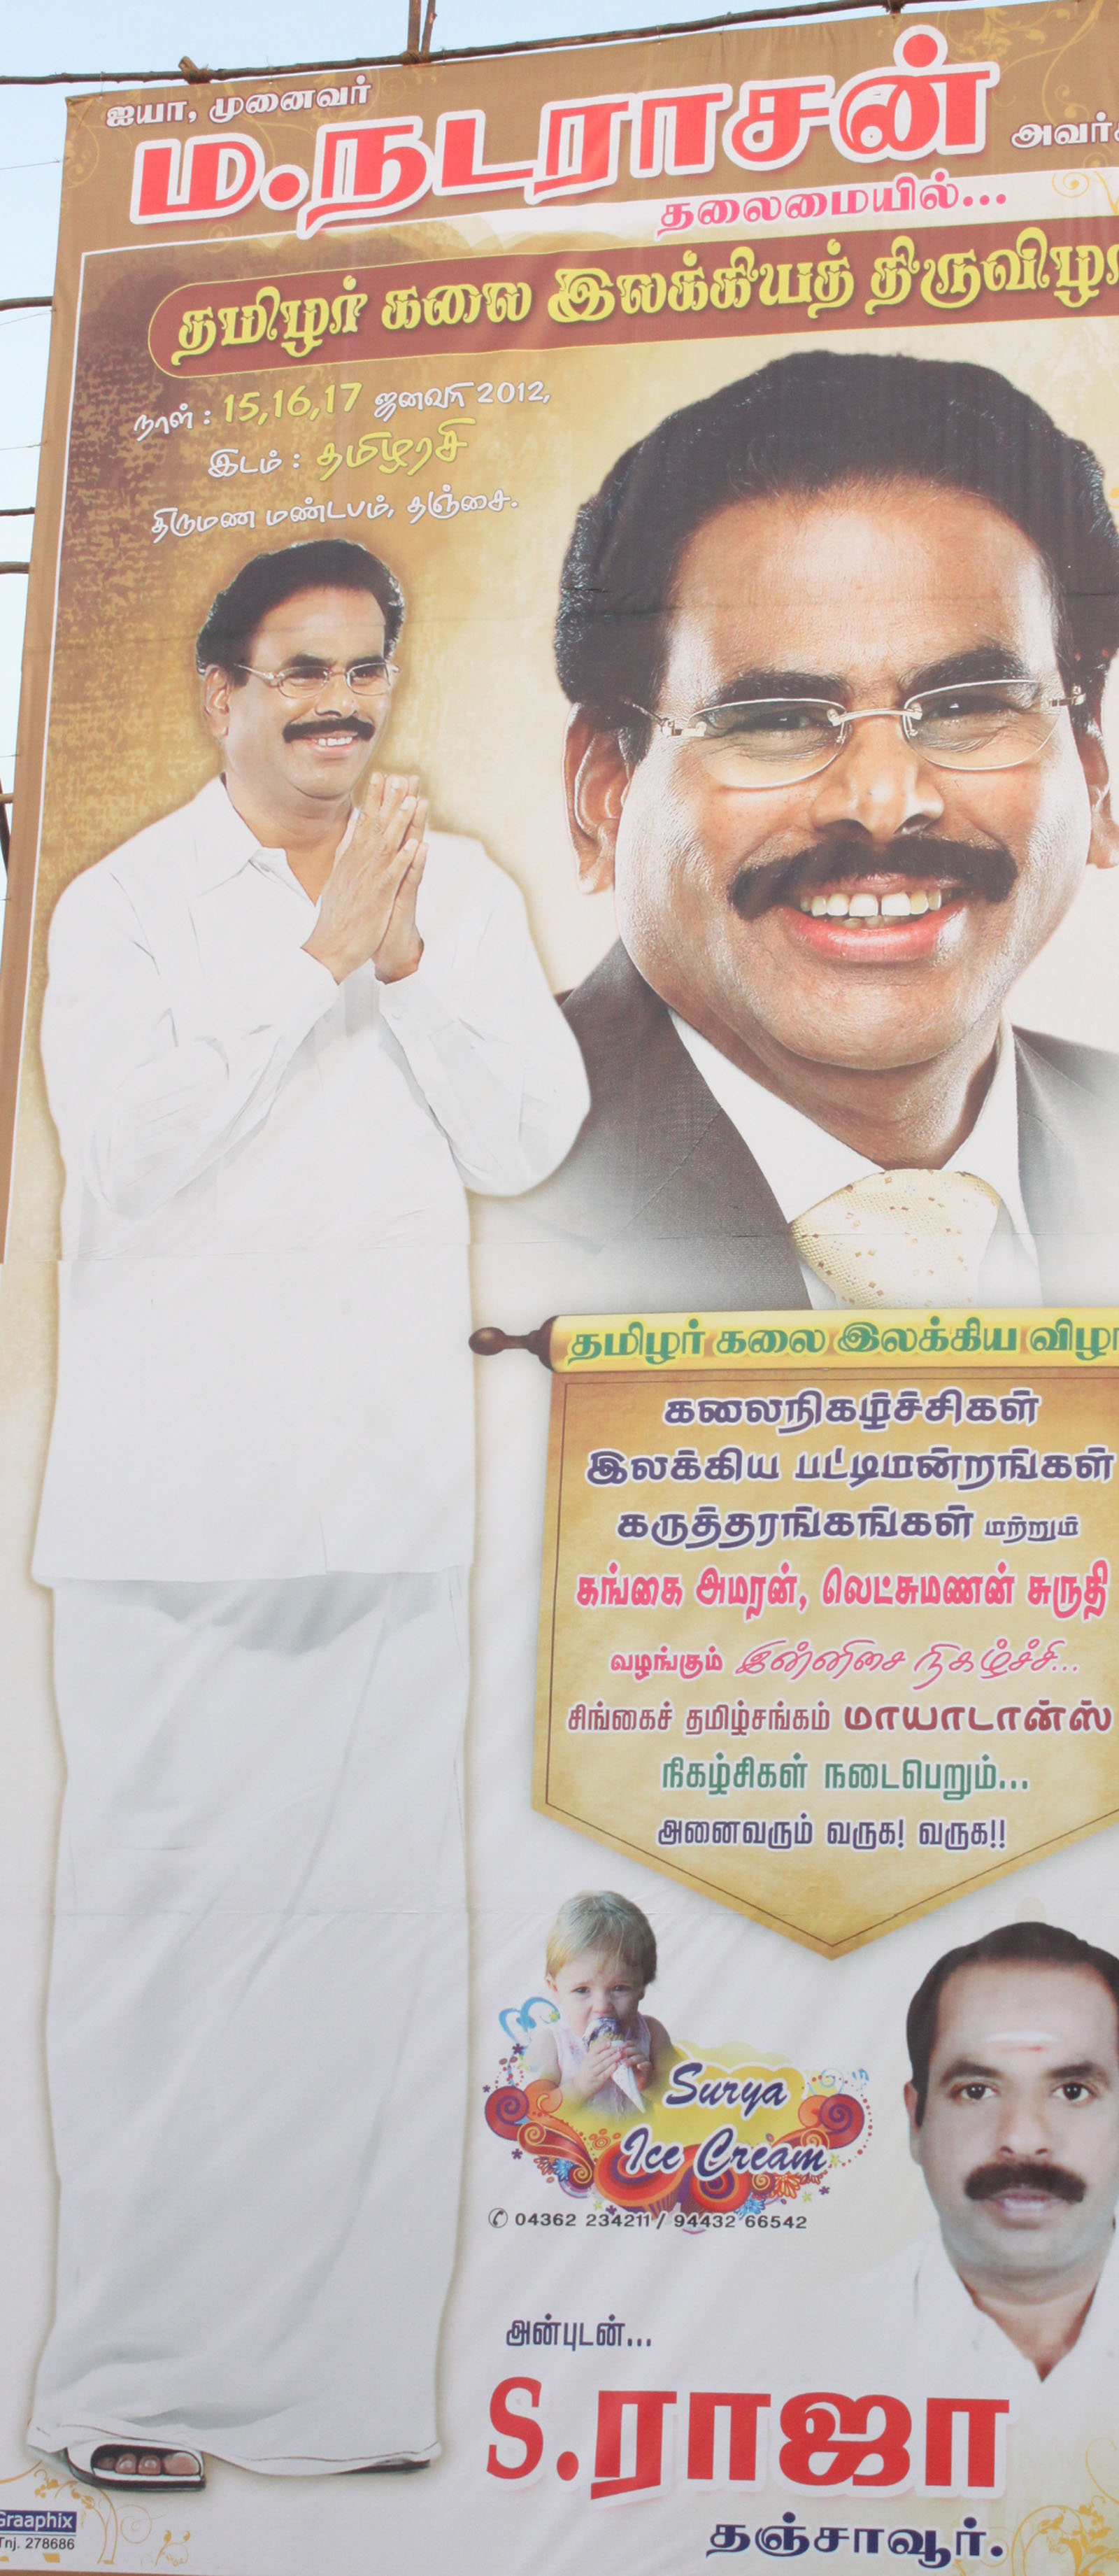 ஐயா, முனைவர்
ம.நடராசன்
தலைமையில்...
தமிழர் கலை இலக்கியத் திருவிழா
நாள் : 15,16,17 ஜனவரி 2012,
இடம் : தமிழரசி
திருமண மண்டபம், தஞ்சை.
தமிழர் கலை இலக்கிய விழா
கலைநிகழ்ச்சிகள்
இலக்கிய பட்டிமன்றங்கள்
கருத்தரங்கங்கள் மற்றும்
கங்கை அமரன், லெட்சுமணன் சுருதி
வழங்கும் இன்னிசை நிகழ்ச்சி...
சிங்கைச் தமிழ்சங்கம் மாயாடான்ஸ்
நிகழ்சிகள் நடைபெறும்...
அனைவரும் வருக! வருக!!
Surya
Ice Cream
04362 234211 / 94432 66542
அன்புடன்...
S.ராஜா
தஞ்சாவூர்.
Graaphix
Tnj. 278686